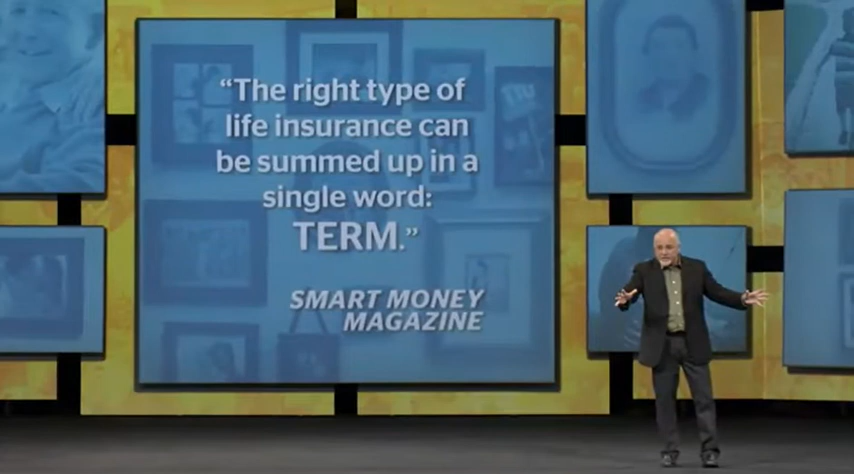 “The right type of
life insurance can
be summed up in a
single word:
TERM.”
SMART MONEY
MAGAZINE